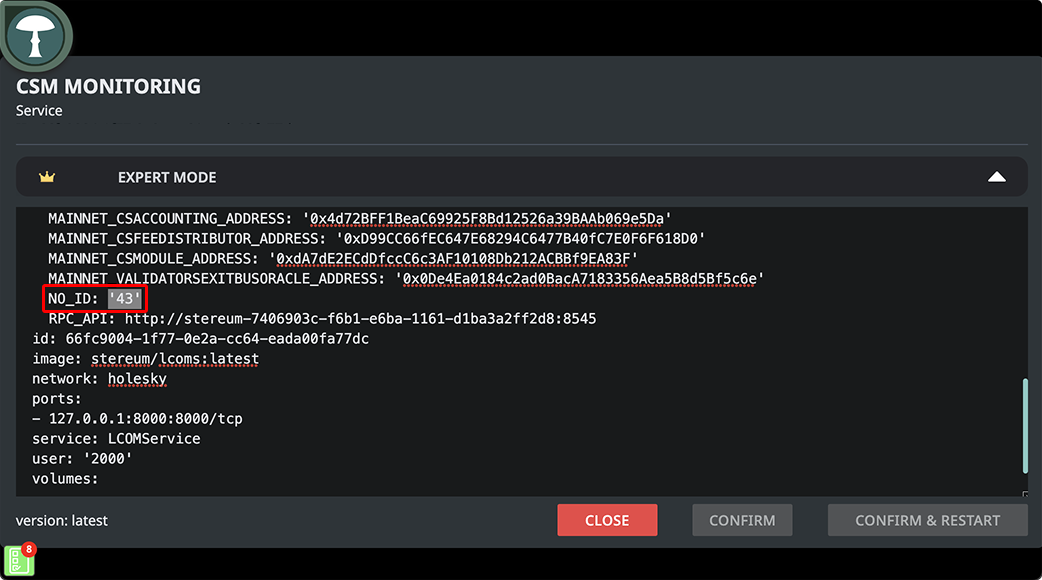 CSM MONITORING
Service
EXPERT MODE
MAINNET_CSACCOUNTING_ADDRESS: '0x4d72BFF1BeaC69925F8Bd12526a39BAAb069e5Da'
MAINNET_CSFEEDISTRIBUTOR_ADDRESS: '0xD99CC66fEC647E68294C6477B40fC7E0F6F618D0'
MAINNET_CSMODULE_ADDRESS: '0xdA7dE2ECdDfccC6c3AF10108Db212ACBBf9EA83F'
MAINNET_VALIDATORSEXITBUSORACLE_ADDRESS: '0x0De4Ea0184c2ad0BacA7183356Aea5B8d5Bf5c6e'
NO_ID: '43'
RPC_API: http://stereum-7406903c-f6b1-e6ba-1161-d1ba3a2ff2d8:8545
id: 66fc9004-1f77-0e2a-cc64-eada00fa77dc
image: stereum/lcoms:latest
network: holesky
ports:
- 127.0.0.1:8000:8000/tcp
service: LCOMService
user: '2000'
volumes:
version: latest
CLOSE
CONFIRM
CONFIRM & RESTART
8